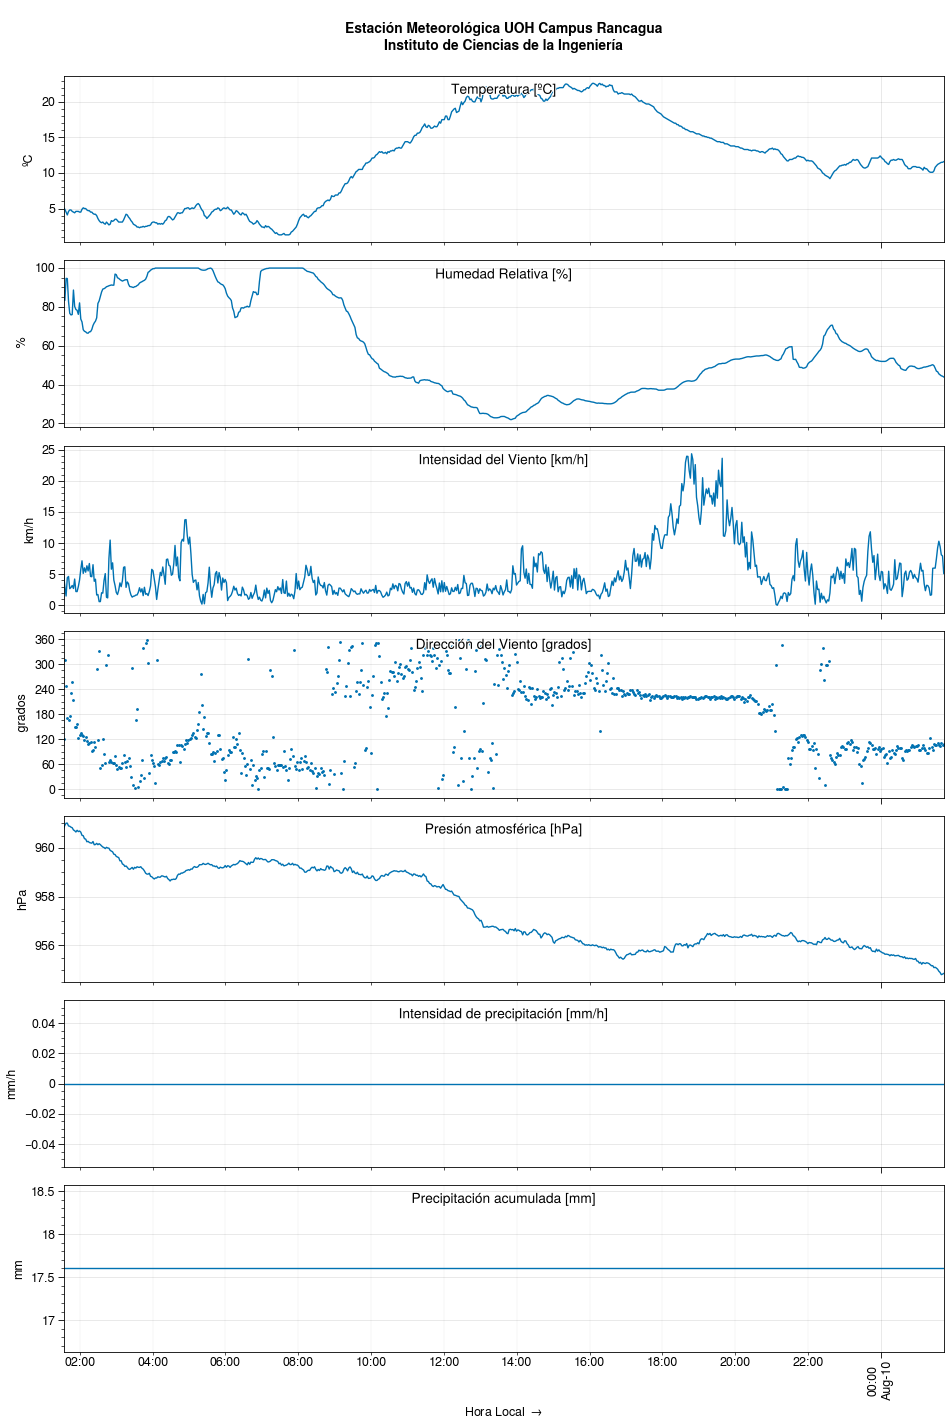 Estación Meteorológica UOH Campus Rancagua
Instituto de Ciencias de la Ingeniería
Temperatura [ºC]
ºC
20
15
10
5
Humedad Relativa [%]
%
100
80
60
40
20
Intensidad del Viento [km/h]
km/h
25
20
15
10
5
0
Dirección del Viento [grados]
grados
360
300
240
180
120
60
0
Presión atmosférica [hPa]
hPa
960
958
956
Intensidad de precipitación [mm/h]
mm/h
0.04
0.02
0
−0.02
−0.04
Precipitación acumulada [mm]
mm
18.5
18
17.5
17
02:00 04:00 06:00 08:00 10:00 12:00 14:00 16:00 18:00 20:00 22:00 00:00
Aug-10
Hora Local →